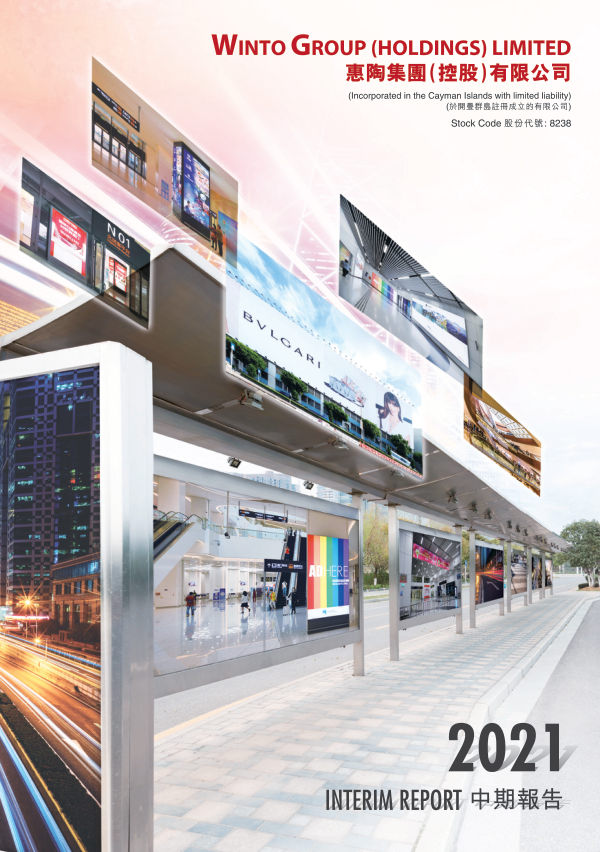 WINTO GROUP (HOLDINGS) LIMITED
惠陶集團(控股)有限公司
(Incorporated in the Cayman Islands with limited liability)
(於開曼群島註冊成立的有限公司)
Stock Code 股份代號: 8238
N01
BVLGARI
AD HERE
2021
INTERIM REPORT 中期報告